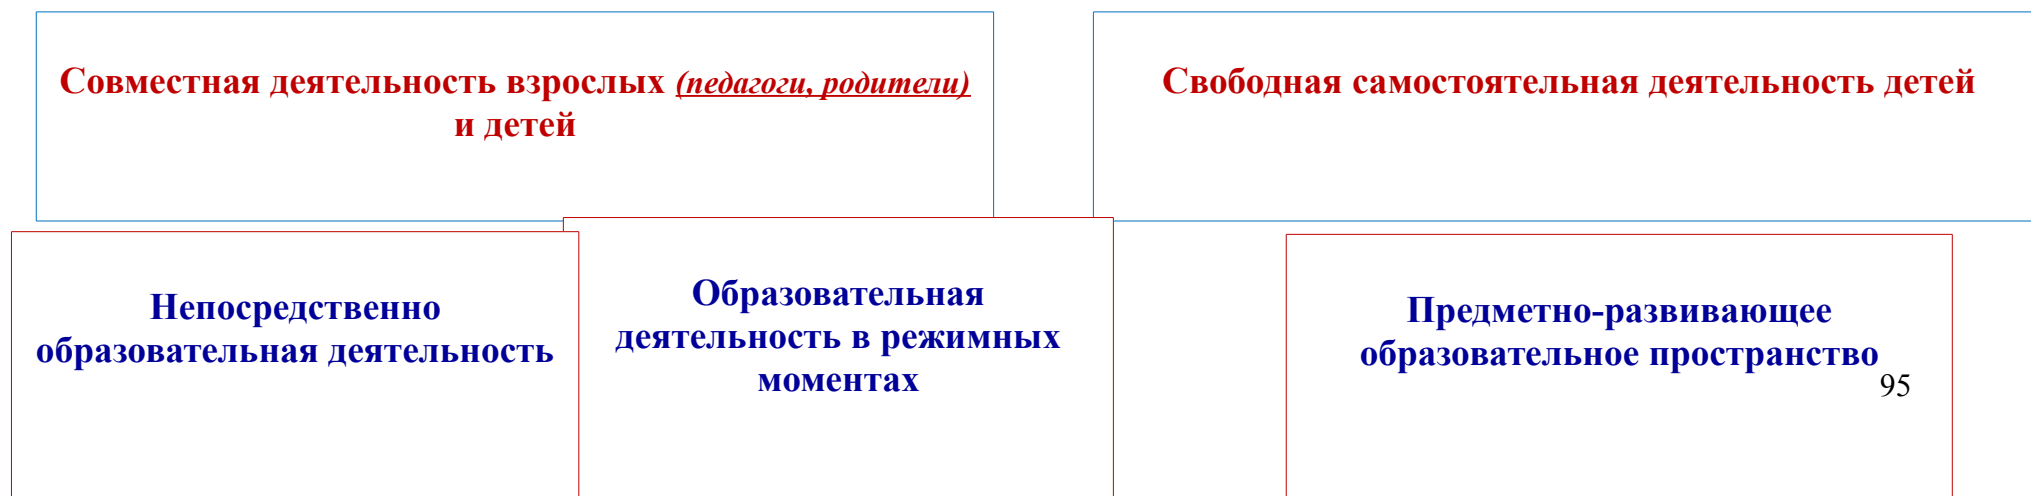 Совместная деятельность взрослых (педагоги, родители)
и детей
Свободная самостоятельная деятельность детей
Непосредственно
образовательная деятельность
Образовательная
деятельность в режимных
моментах
Предметно-развивающее
образовательное пространство
95